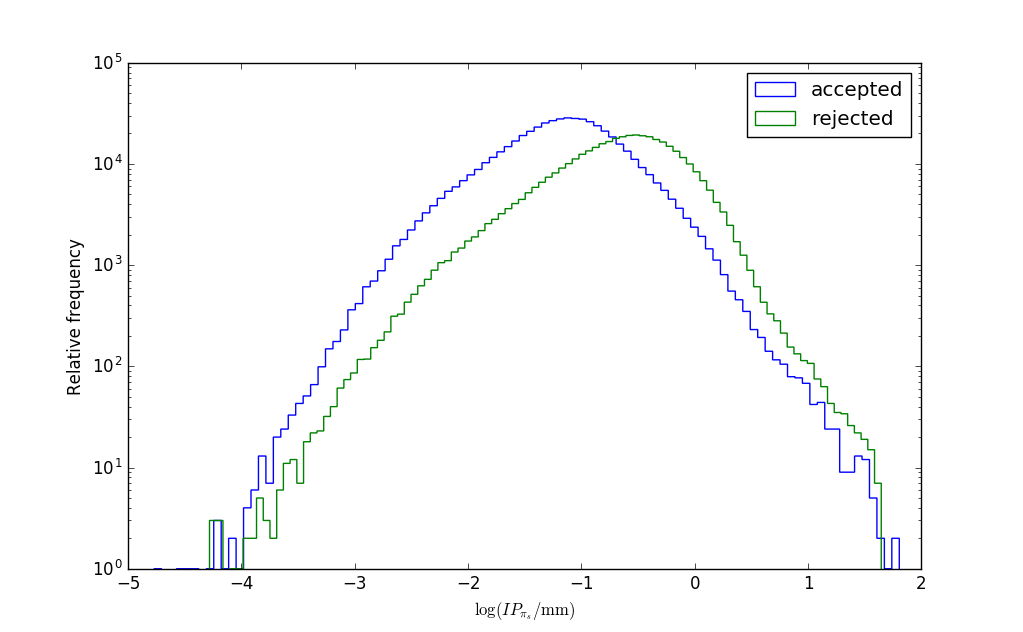 10^5
10^4
10^3
10^2
10^1
10^0
Relative frequency
accepted
rejected
−5 −4 −3 −2 −1 0 1 2
log(IP_{π_s}/mm)